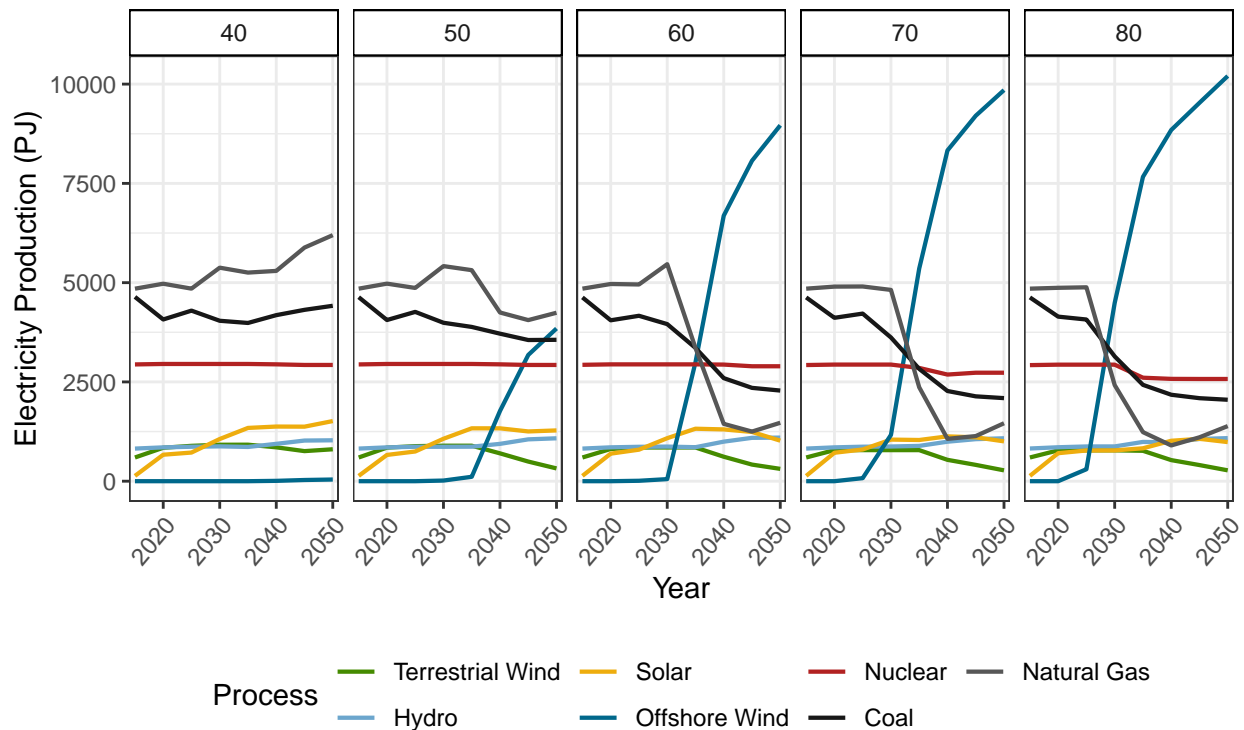 40 50 60 70 80
Electricity Production (PJ)
10000
7500
5000
2500
0
2020 2030 2040 2050 2020 2030 2040 2050 2020 2030 2040 2050 2020 2030 2040 2050 2020 2030 2040 2050
Year
Process
Terrestrial Wind Solar Nuclear Natural Gas
Hydro Offshore Wind Coal